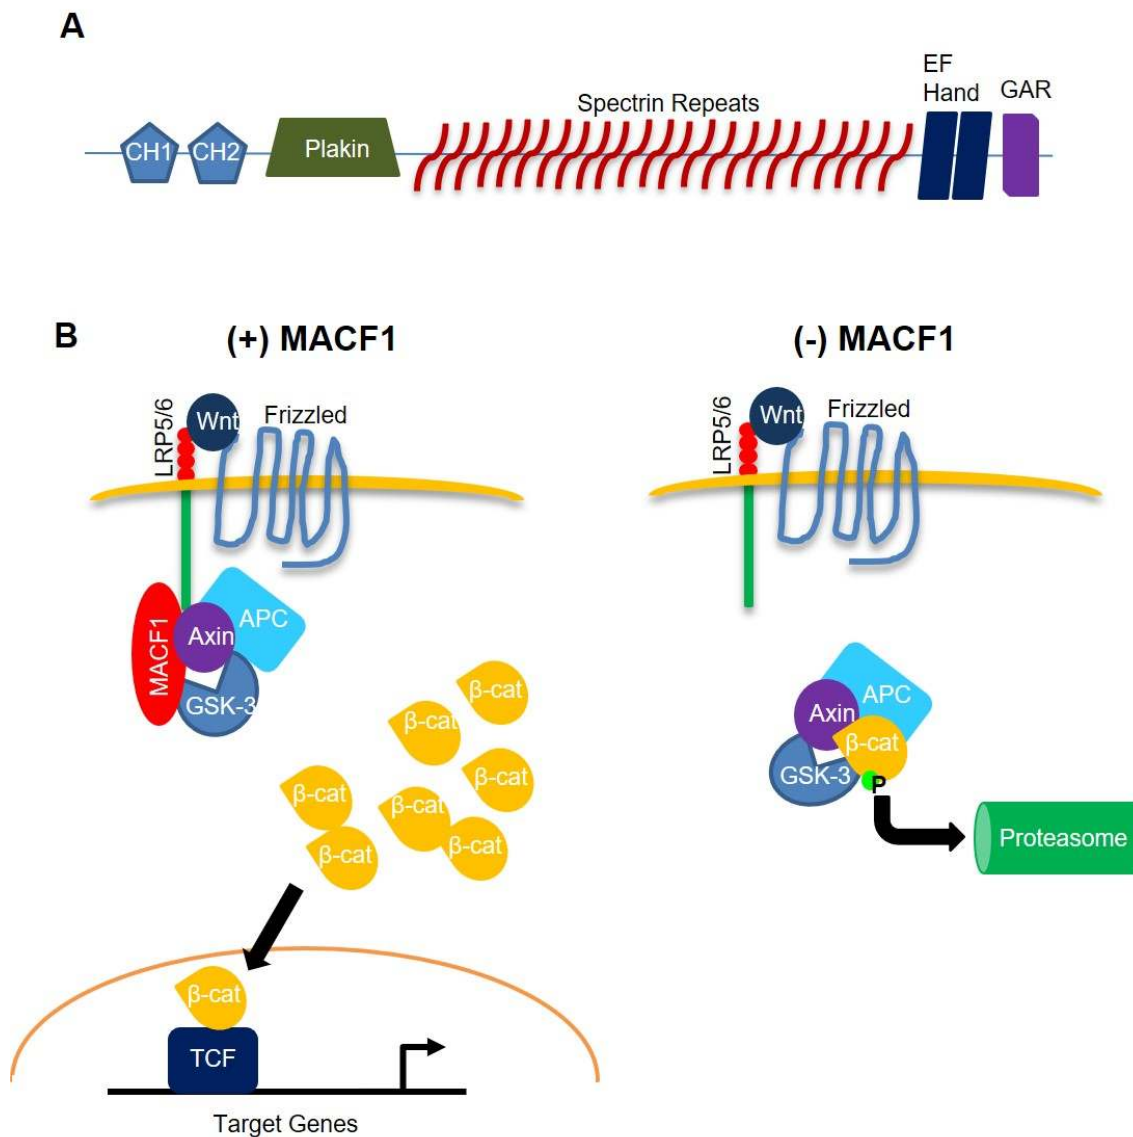 A
CH1
CH2
Plakin
Spectrin Repeats
EF
Hand
GAR
B
(+) MACF1
LRP5/6
Wnt
Frizzled
MACF1
Axin
APC
GSK-3
β-cat
β-cat
β-cat
β-cat
β-cat
β-cat
β-cat
β-cat
TCF
Target Genes
(-) MACF1
LRP5/6
Wnt
Frizzled
Axin
APC
β-cat
GSK-3
P
Proteasome